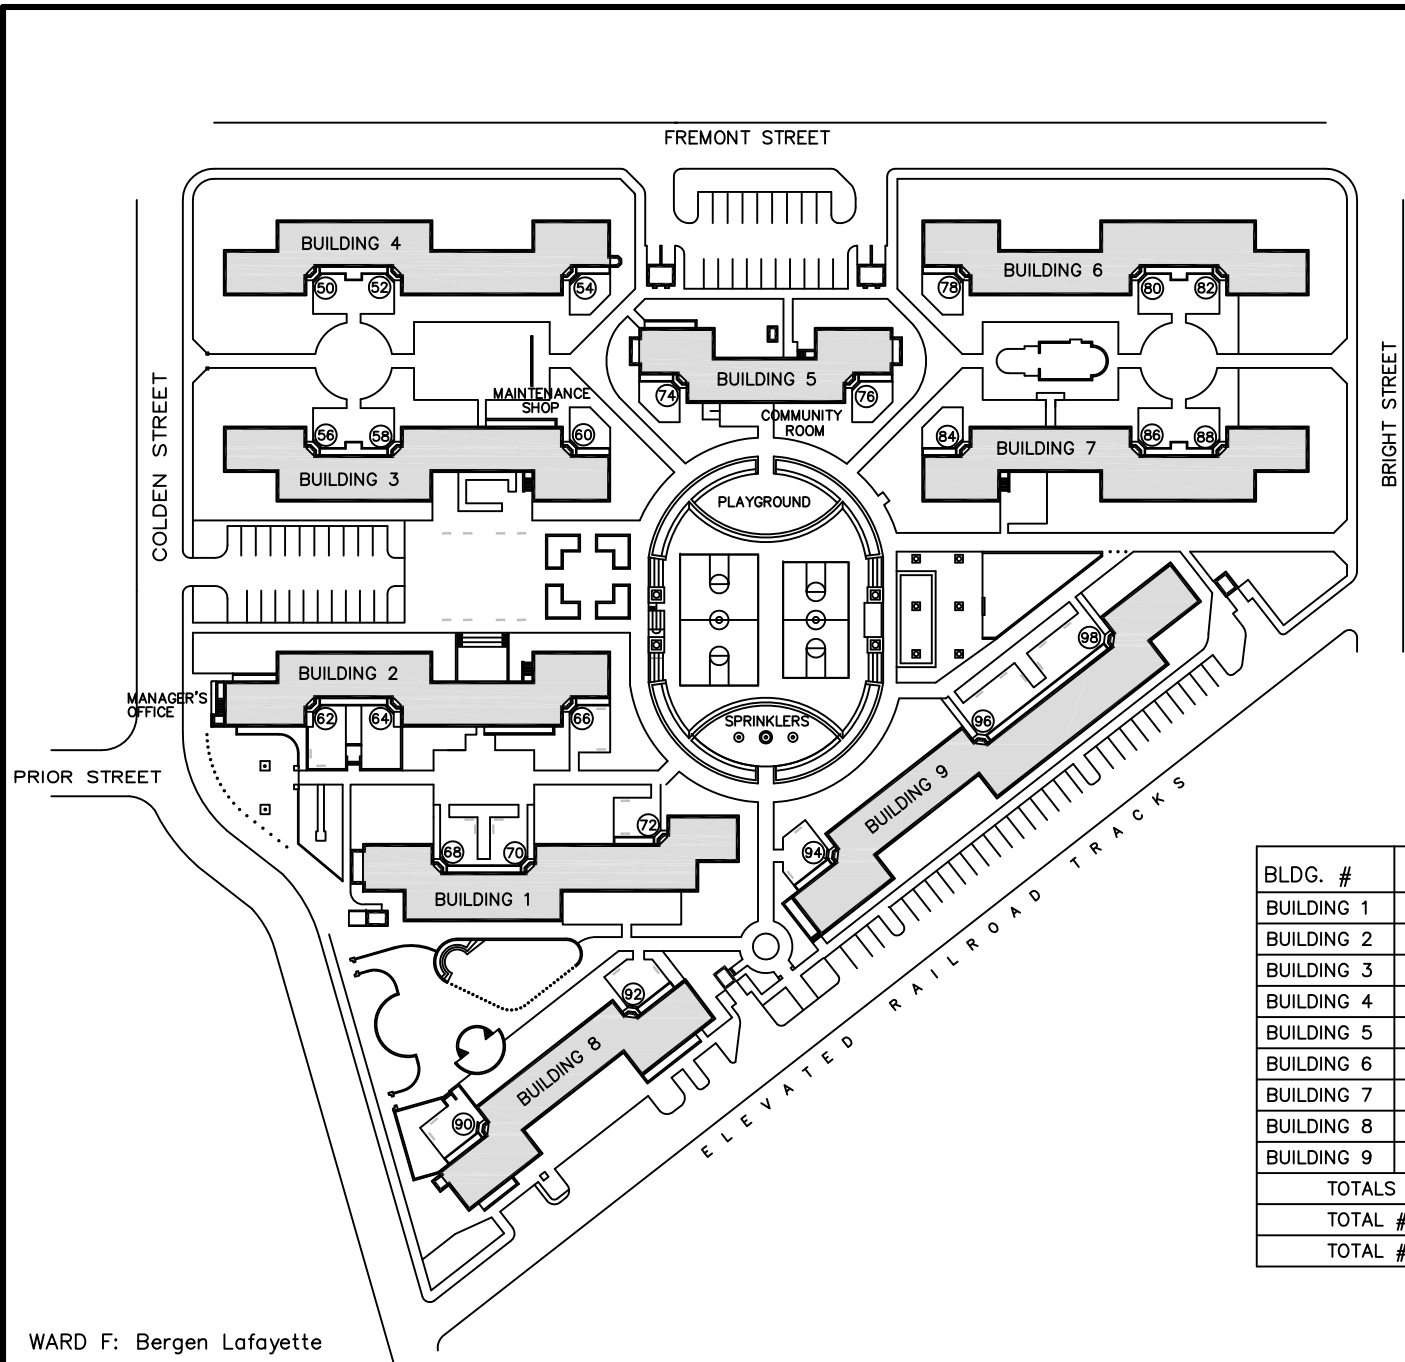 FREMONT STREET
BUILDING 4
BUILDING 6
50
52
54
78
80
82
BUILDING 5
74
76
COMMUNITY
ROOM
MAINTENANCE
SHOP
COLDEN STREET
BRIGHT STREET
56
58
60
84
86
88
BUILDING 3
BUILDING 7
PLAYGROUND
BUILDING 2
MANAGER'S
OFFICE
62
64
66
SPRINKLERS
98
96
PRIOR STREET
BUILDING 9
72
68
70
94
BUILDING 1
92
BUILDING 8
90
ELEVATED RAILROAD TRACKS
BLDG. #
BUILDING 1
BUILDING 2
BUILDING 3
BUILDING 4
BUILDING 5
BUILDING 6
BUILDING 7
BUILDING 8
BUILDING 9
TOTALS
TOTAL #
TOTAL #
WARD F: Bergen Lafayette